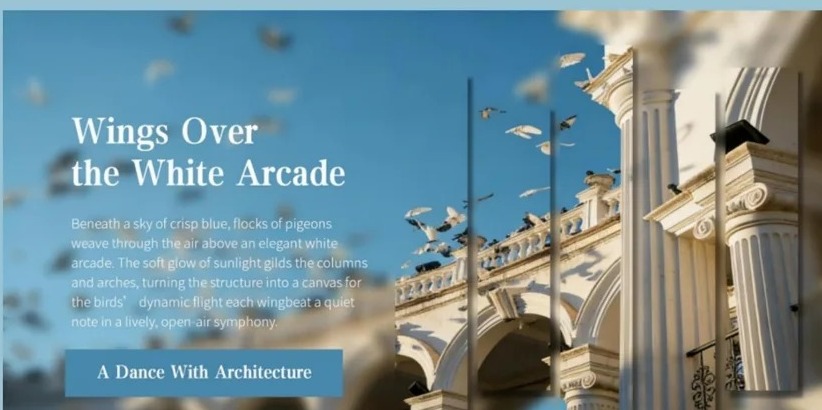 Wings Over
the White Arcade
Beneath a sky of crisp blue, flocks of pigeons
weave through the air above an elegant white
arcade. The soft glow of sunlight gilds the columns
and arches, turning the structure into a canvas for
the birds’ dynamic flight each wingbeat a quiet
note in a lively, open-air symphony.
A Dance With Architecture